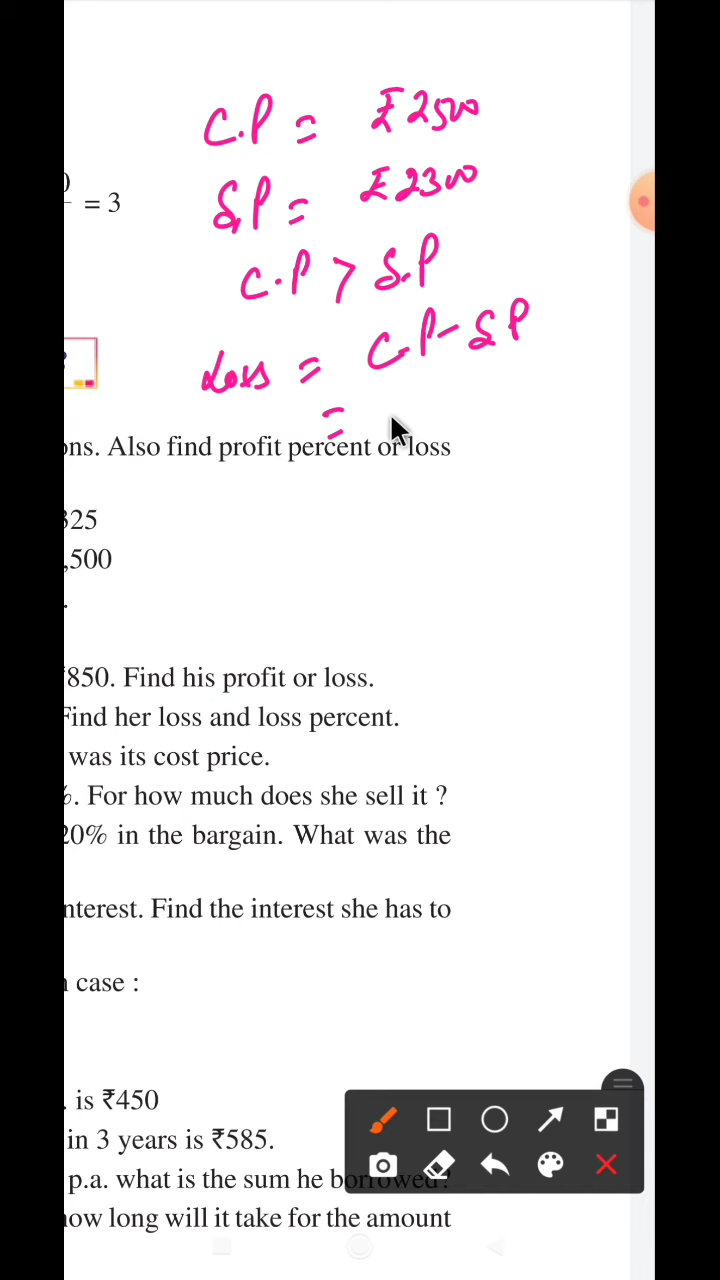 C.P = ₹2500
S.P = ₹2300
= 3
C.P > S.P
Loss = C.P - S.P
=
ons. Also find profit percent or loss
325
,500
.
₹850. Find his profit or loss.
Find her loss and loss percent.
was its cost price.
%. For how much does she sell it ?
20% in the bargain. What was the
nterest. Find the interest she has to
case :
. is ₹450
in 3 years is ₹585.
p.a. what is the sum he borrowed?
how long will it take for the amount